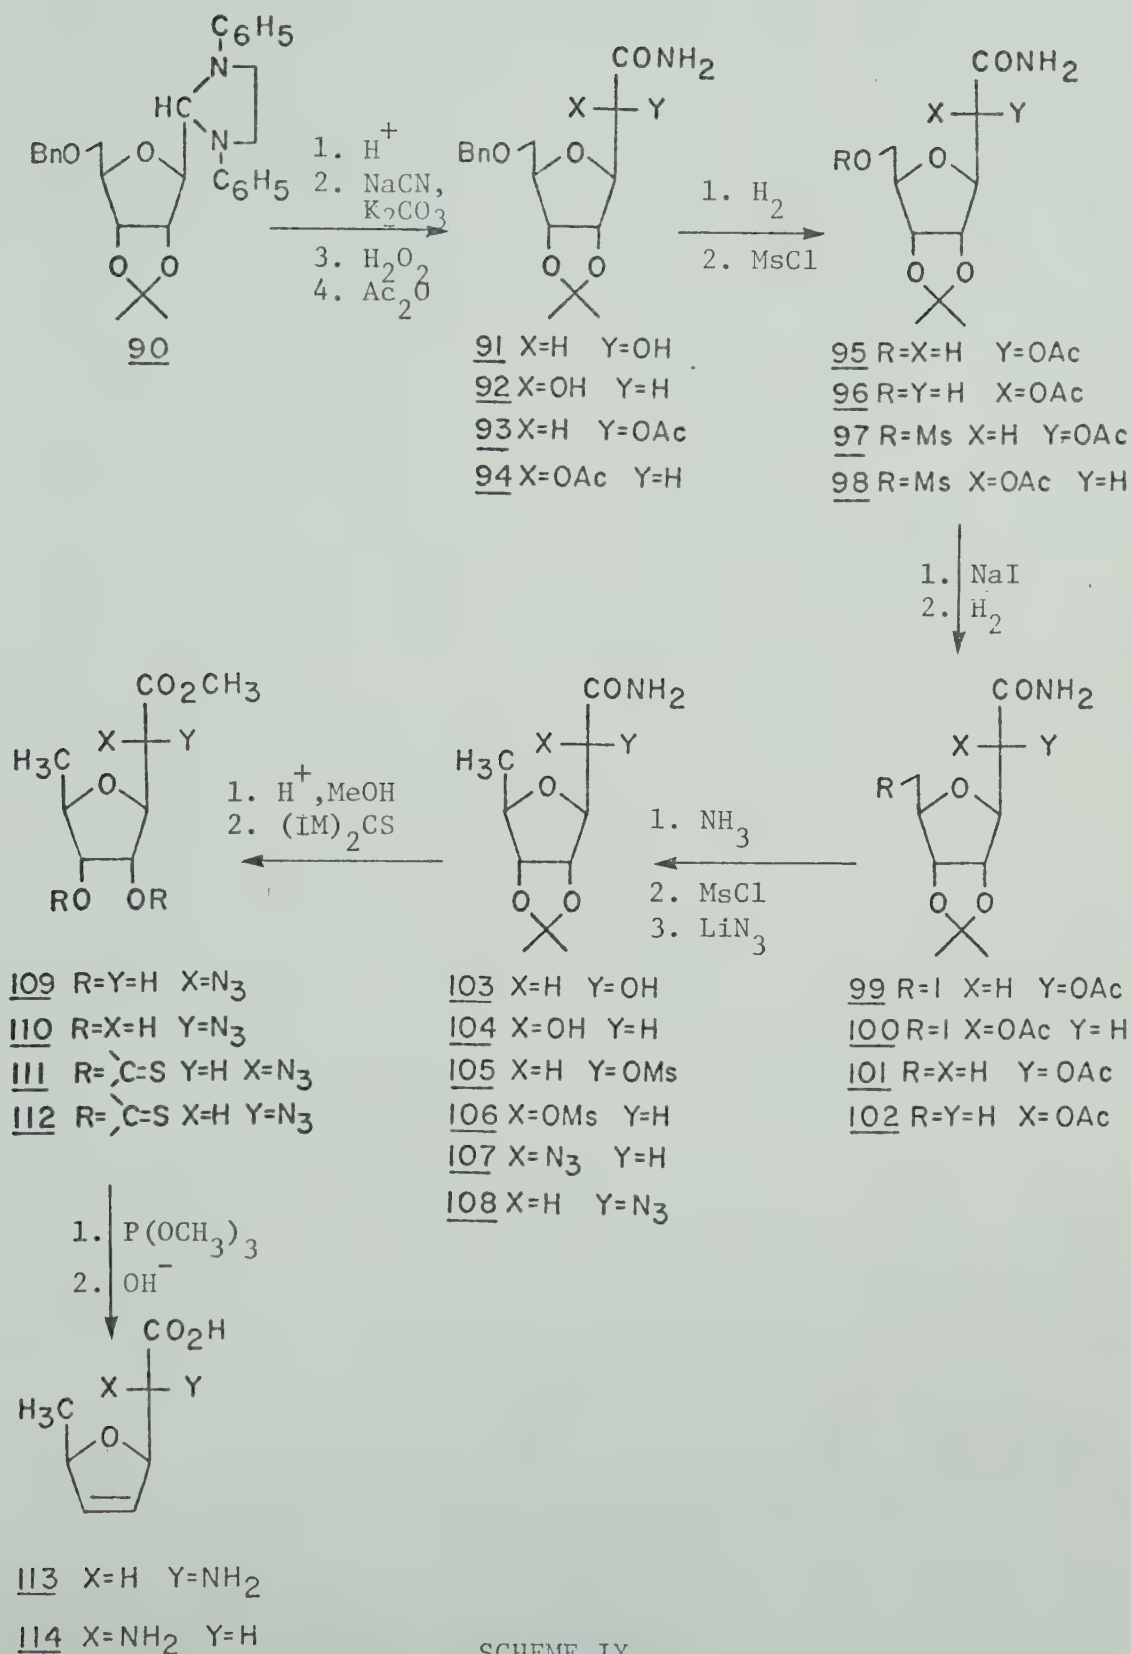 C6H5
N
HC
N
C6H5
BnO
O
O O
90
1. H+
2. NaCN,
K2CO3
3. H2O2
4. Ac2O
CONH2
X Y
BnO
O
O O
91 X=H Y=OH
92 X=OH Y=H
93 X=H Y=OAc
94 X=OAc Y=H
1. H2
2. MsCl
CONH2
X Y
RO
O
O O
95 R=X=H Y=OAc
96 R=Y=H X=OAc
97 R=Ms X=H Y=OAc
98 R=Ms X=OAc Y=H
1. NaI
2. H2
CONH2
X Y
R
O
O O
99 R=I X=H Y=OAc
100 R=I X=OAc Y=H
101 R=X=H Y=OAc
102 R=Y=H X=OAc
1. NH3
2. MsCl
3. LiN3
CONH2
X Y
H3C
O
O O
103 X=H Y=OH
104 X=OH Y=H
105 X=H Y=OMs
106 X=OMs Y=H
107 X=N3 Y=H
108 X=H Y=N3
1. H+,MeOH
2. (IM)2CS
CO2CH3
X Y
H3C
O
RO OR
109 R=Y=H X=N3
110 R=X=H Y=N3
111 R=C=S Y=H X=N3
112 R=C=S X=H Y=N3
1. P(OCH3)3
2. OH-
CO2H
X Y
H3C
O
113 X=H Y=NH2
114 X=NH2 Y=H
SCHEME IX